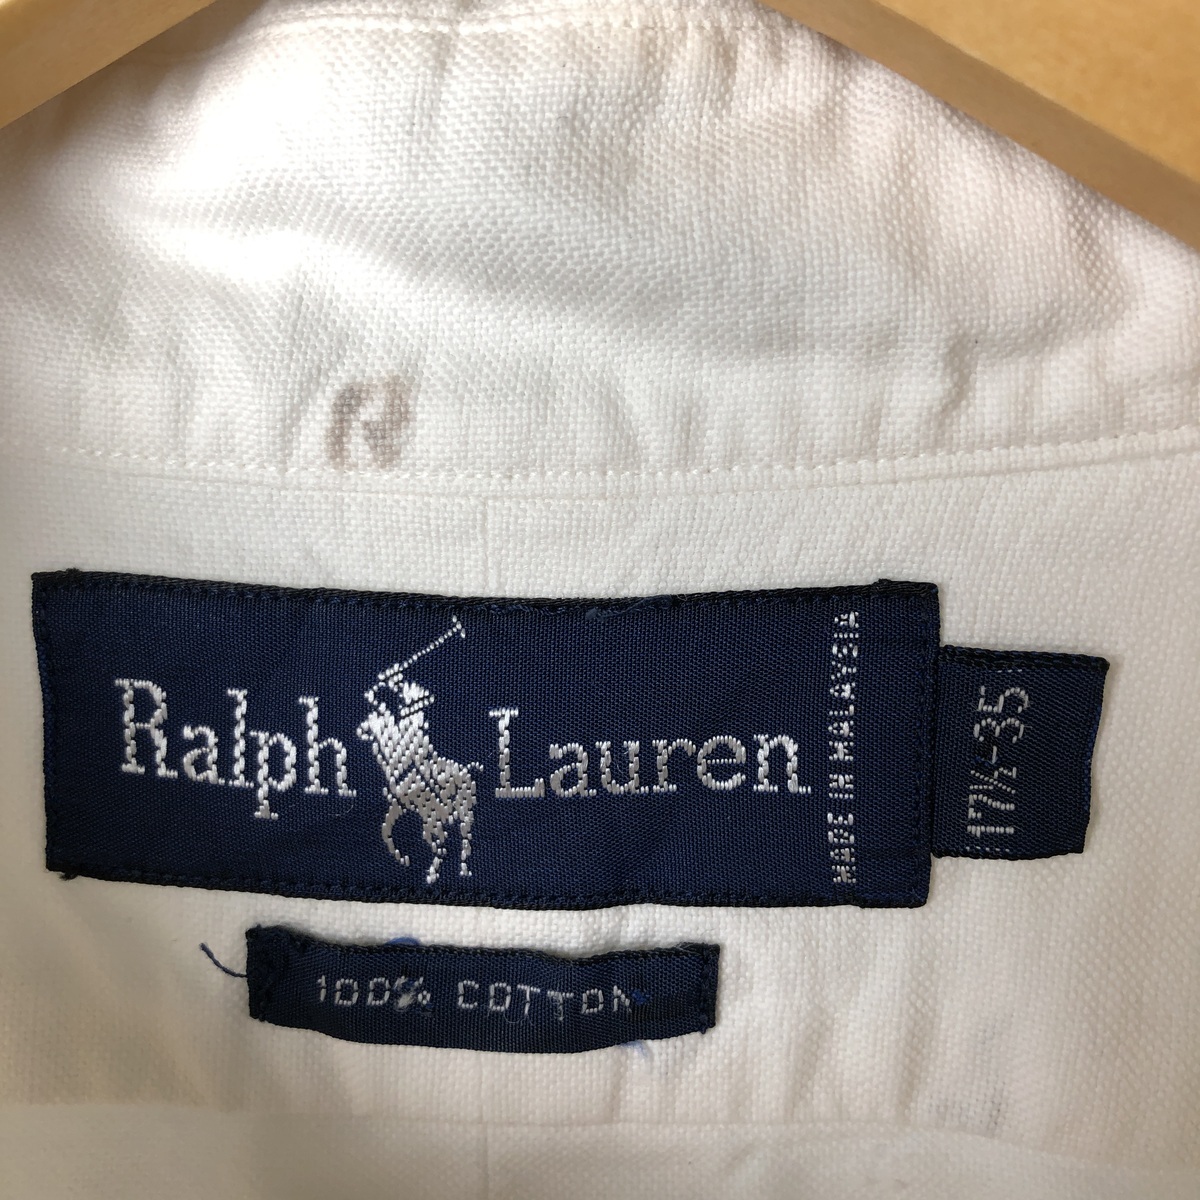 Ralph Lauren
MADE IN MALAYSIA
17½-35
100% COTTON